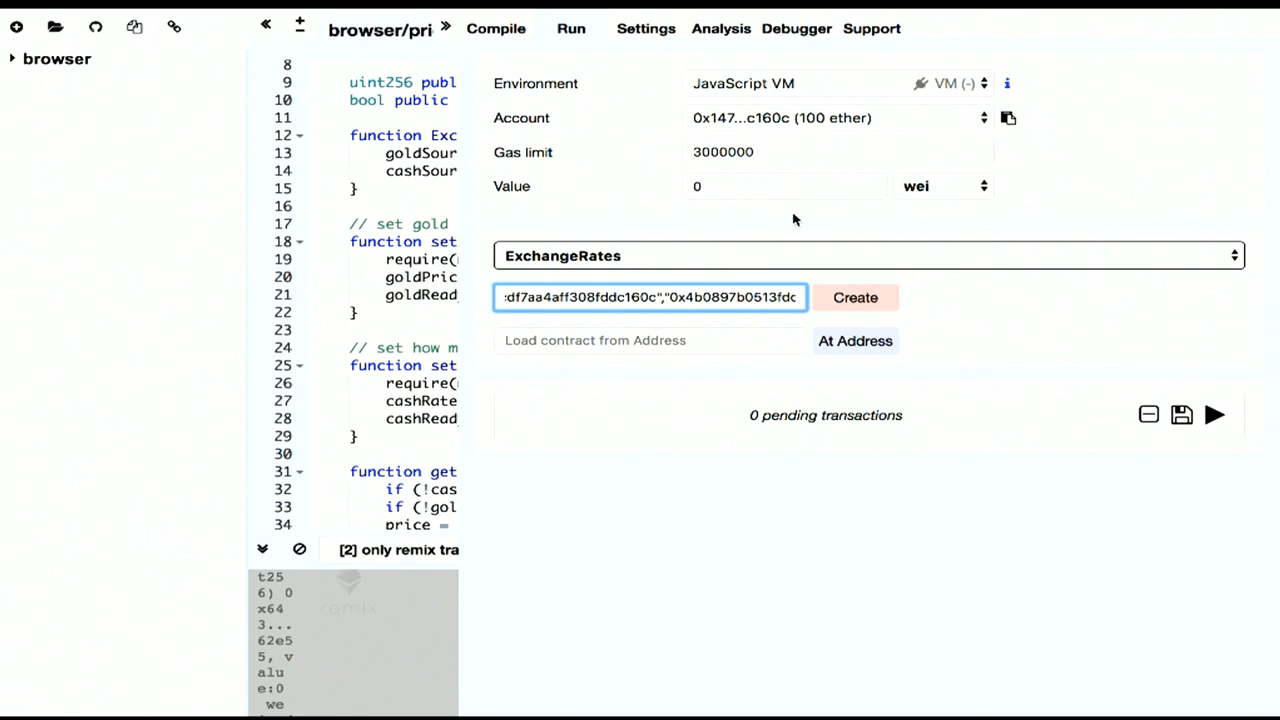 browser/pri
Compile
Run
Settings
Analysis
Debugger
Support
browser
8
9 uint256 publ
10 bool public
11
12 function Exc
13 goldSour
14 cashSour
15 }
16
17 // set gold
18 function set
19 require(
20 goldPric
21 goldRead
22 }
23
24 // set how m
25 function set
26 require(
27 cashRate
28 cashRead
29 }
30
31 function get
32 if (!cas
33 if (!gol
34 price =
[2] only remix tra
t25
6) 0
x64
3...
62e5
5, v
alu
e:0
we
remix
Environment
JavaScript VM
VM (-)
Account
0x147...c160c (100 ether)
Gas limit
3000000
Value
0
wei
ExchangeRates
:df7aa4aff308fddc160c","0x4b0897b0513fdc
Create
Load contract from Address
At Address
0 pending transactions